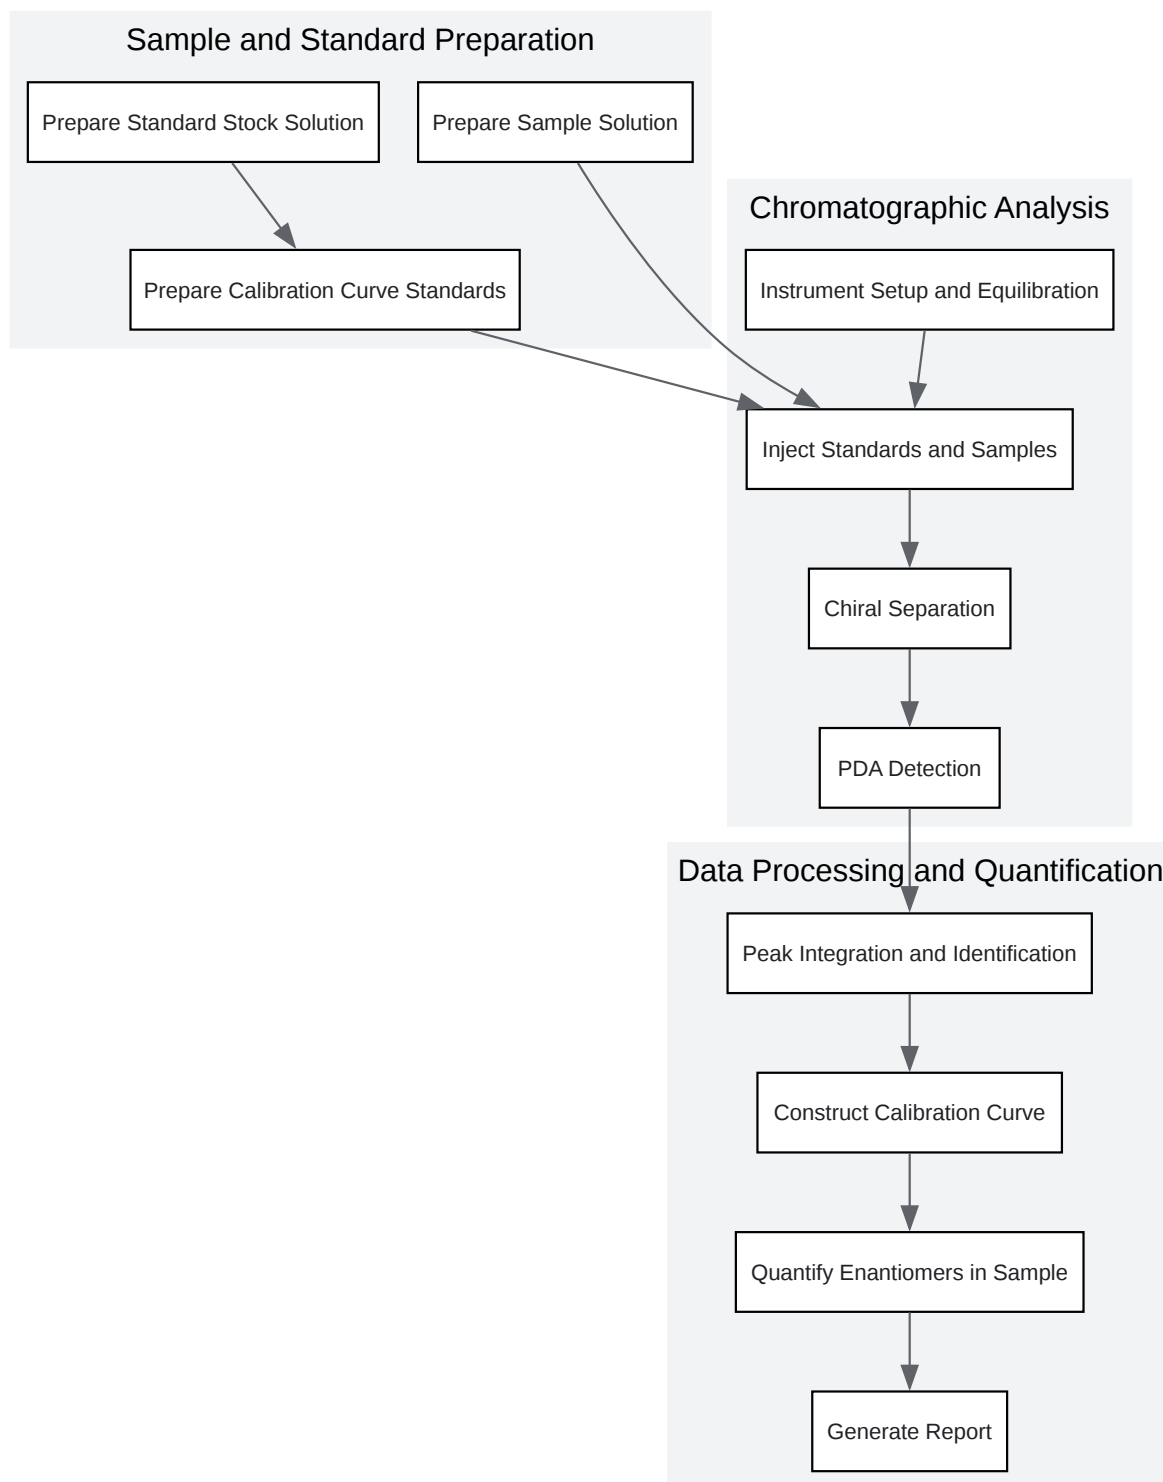 Sample and Standard Preparation
Prepare Standard Stock Solution
Prepare Sample Solution
Prepare Calibration Curve Standards
Chromatographic Analysis
Instrument Setup and Equilibration
Inject Standards and Samples
Chiral Separation
PDA Detection
Data Processing and Quantification
Peak Integration and Identification
Construct Calibration Curve
Quantify Enantiomers in Sample
Generate Report